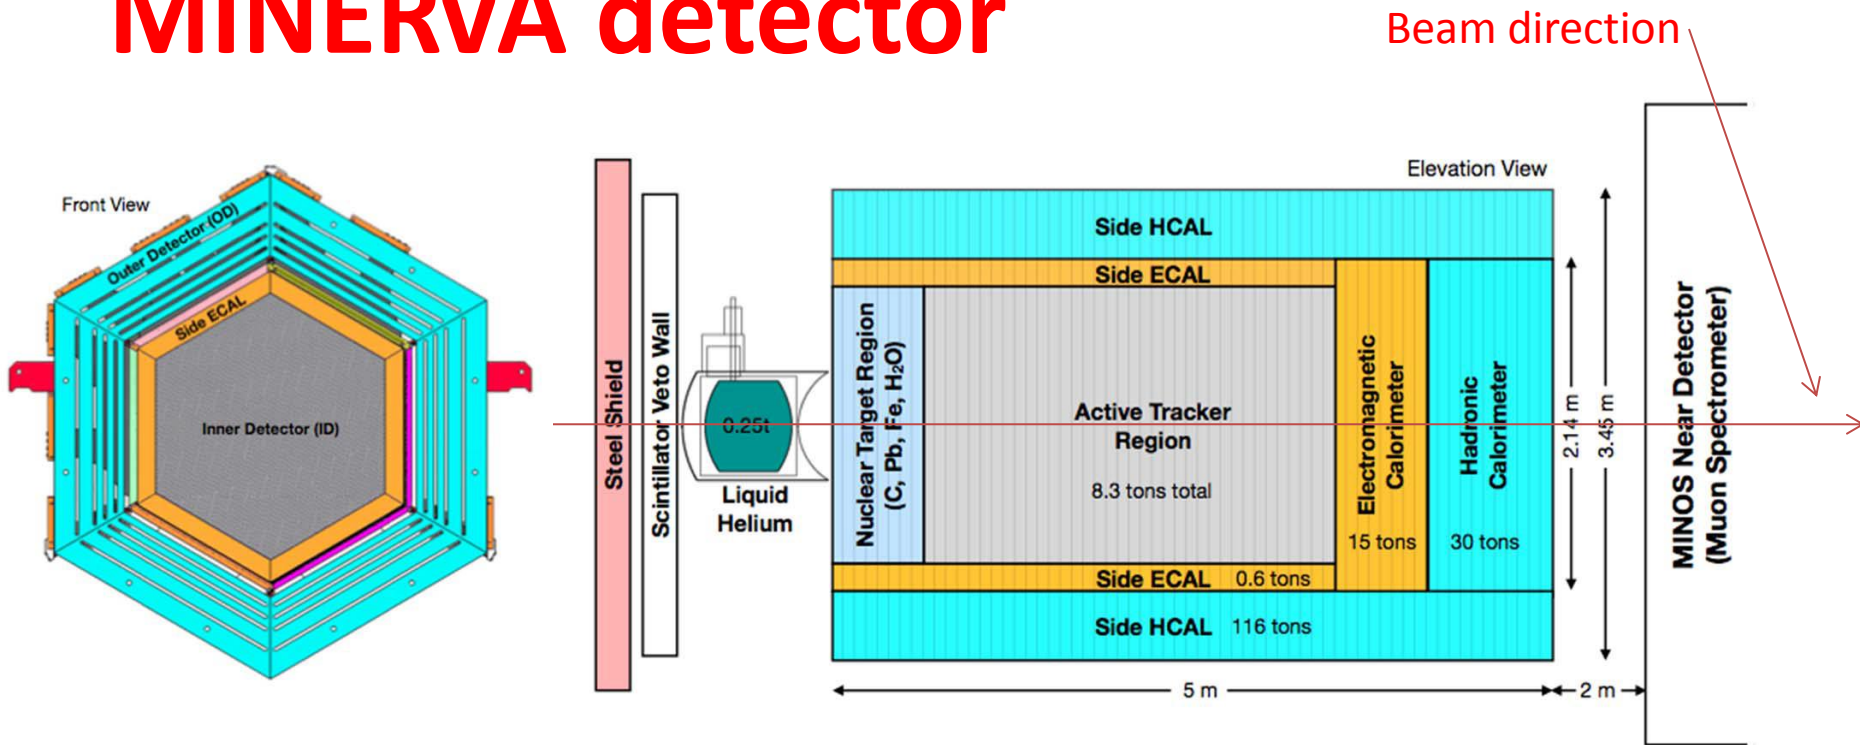 MINERvA detector
Beam direction
Front View
Outer Detector (OD)
Side ECAL
Inner Detector (ID)
Elevation View
Steel Shield
Scintillator Veto Wall
0.25t
Liquid
Helium
Side HCAL
Side ECAL
Nuclear Target Region
(C, Pb, Fe, H₂O)
Active Tracker
Region
8.3 tons total
Electromagnetic
Calorimeter
15 tons
Hadronic
Calorimeter
30 tons
Side ECAL 0.6 tons
Side HCAL 116 tons
2.14 m
3.45 m
5 m
2 m
MINOS Near Detector
(Muon Spectrometer)